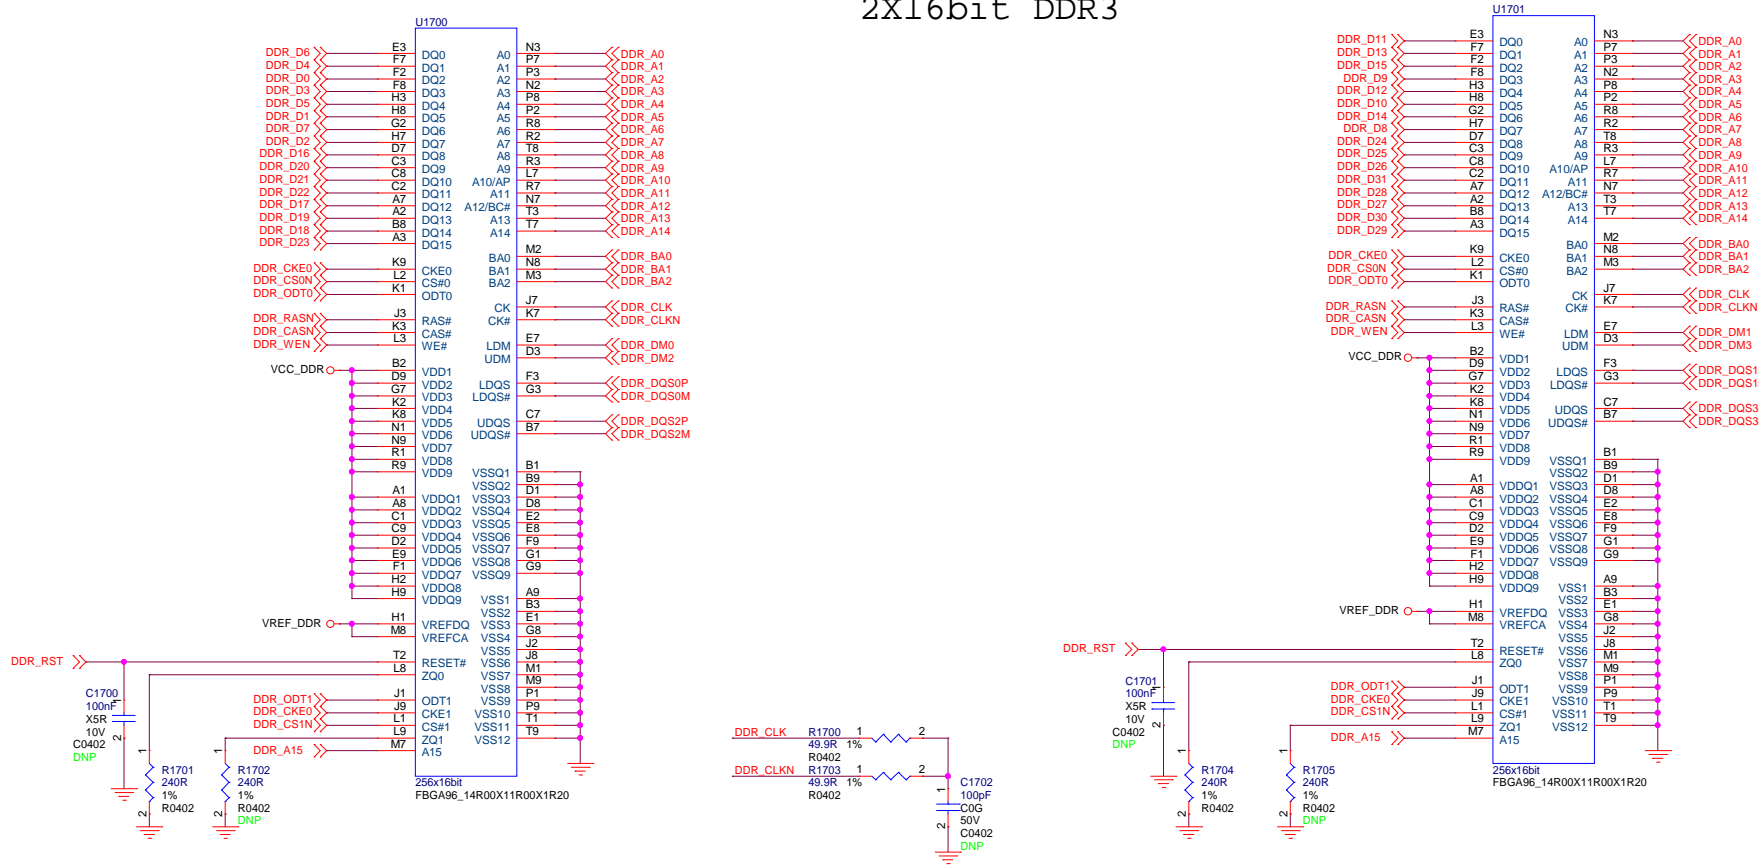 2X16bit DDR3
U1700
DDR_D6 E3 DQ0 A0 N3 DDR_A0
DDR_D4 F7 DQ1 A1 P7 DDR_A1
DDR_D0 F2 DQ2 A2 P3 DDR_A2
DDR_D3 F8 DQ3 A3 N2 DDR_A3
DDR_D5 H3 DQ4 A4 P8 DDR_A4
DDR_D1 H8 DQ5 A5 P2 DDR_A5
DDR_D7 G2 DQ6 A6 R8 DDR_A6
DDR_D2 H7 DQ7 A7 R2 DDR_A7
DDR_D16 D7 DQ8 A8 T8 DDR_A8
DDR_D20 C3 DQ9 A9 R3 DDR_A9
DDR_D21 C8 DQ10 A10/AP L7 DDR_A10
DDR_D22 C2 DQ11 A11 R7 DDR_A11
DDR_D17 A7 DQ12 A12/BC# N7 DDR_A12
DDR_D19 A2 DQ13 A13 T3 DDR_A13
DDR_D18 B8 DQ14 A14 T7 DDR_A14
DDR_D23 A3 DQ15
BA0 M2 DDR_BA0
DDR_CKE0 K9 CKE0 BA1 N8 DDR_BA1
DDR_CS0N L2 CS#0 BA2 M3 DDR_BA2
DDR_ODT0 K1 ODT0
CK J7 DDR_CLK
DDR_RASN J3 RAS# CK# K7 DDR_CLKN
DDR_CASN K3 CAS#
DDR_WEN L3 WE# LDM E7 DDR_DM0
UDM D3 DDR_DM2
VCC_DDR B2 VDD1
D9 VDD2 LDQS F3 DDR_DQS0P
G7 VDD3 LDQS# G3 DDR_DQS0M
K2 VDD4
K8 VDD5 UDQS C7 DDR_DQS2P
N1 VDD6 UDQS# B7 DDR_DQS2M
N9 VDD7
R1 VDD8
R9 VDD9 VSSQ1 B1
VSSQ2 B9
A1 VDDQ1 VSSQ3 D1
A8 VDDQ2 VSSQ4 D8
C1 VDDQ3 VSSQ5 E2
C9 VDDQ4 VSSQ6 E8
D2 VDDQ5 VSSQ7 F9
E9 VDDQ6 VSSQ8 G1
F1 VDDQ7 VSSQ9 G9
H2 VDDQ8
H9 VDDQ9 VSS1 A9
VSS2 B3
VREF_DDR H1 VREFDQ VSS3 E1
M8 VREFCA VSS4 G8
VSS5 J2
DDR_RST T2 RESET# VSS6 J8
L8 ZQ0 VSS7 M1
VSS8 M9
DDR_ODT1 J1 ODT1 VSS9 P1
DDR_CKE0 J9 CKE1 VSS10 P9
DDR_CS1N L1 CS#1 VSS11 T1
L9 ZQ1 VSS12 T9
DDR_A15 M7 A15
256x16bit
FBGA96_14R00X11R00X1R20
C1700 1
100nF
X5R
10V
2
C0402
DNP
1
R1701
240R
1%
R0402
2
1
R1702
240R
1%
R0402
2
DNP
DDR_CLK R1700 1 2
49.9R 1%
R0402
DDR_CLKN R1703 1 2
49.9R 1%
R0402
C1702
1
100pF
C0G
50V
2
C0402
DNP
U1701
DDR_D11 E3 DQ0 A0 N3 DDR_A0
DDR_D13 F7 DQ1 A1 P7 DDR_A1
DDR_D15 F2 DQ2 A2 P3 DDR_A2
DDR_D9 F8 DQ3 A3 N2 DDR_A3
DDR_D12 H3 DQ4 A4 P8 DDR_A4
DDR_D10 H8 DQ5 A5 P2 DDR_A5
DDR_D14 G2 DQ6 A6 R8 DDR_A6
DDR_D8 H7 DQ7 A7 R2 DDR_A7
DDR_D24 D7 DQ8 A8 T8 DDR_A8
DDR_D25 C3 DQ9 A9 R3 DDR_A9
DDR_D26 C8 DQ10 A10/AP L7 DDR_A10
DDR_D31 C2 DQ11 A11 R7 DDR_A11
DDR_D28 A7 DQ12 A12/BC# N7 DDR_A12
DDR_D27 A2 DQ13 A13 T3 DDR_A13
DDR_D30 B8 DQ14 A14 T7 DDR_A14
DDR_D29 A3 DQ15
BA0 M2 DDR_BA0
DDR_CKE0 K9 CKE0 BA1 N8 DDR_BA1
DDR_CS0N L2 CS#0 BA2 M3 DDR_BA2
DDR_ODT0 K1 ODT0
CK J7 DDR_CLK
DDR_RASN J3 RAS# CK# K7 DDR_CLKN
DDR_CASN K3 CAS#
DDR_WEN L3 WE# LDM E7 DDR_DM1
UDM D3 DDR_DM3
VCC_DDR B2 VDD1
D9 VDD2 LDQS F3 DDR_DQS1
G7 VDD3 LDQS# G3 DDR_DQS1
K2 VDD4
K8 VDD5 UDQS C7 DDR_DQS3
N1 VDD6 UDQS# B7 DDR_DQS3
N9 VDD7
R1 VDD8
R9 VDD9 VSSQ1 B1
VSSQ2 B9
A1 VDDQ1 VSSQ3 D1
A8 VDDQ2 VSSQ4 D8
C1 VDDQ3 VSSQ5 E2
C9 VDDQ4 VSSQ6 E8
D2 VDDQ5 VSSQ7 F9
E9 VDDQ6 VSSQ8 G1
F1 VDDQ7 VSSQ9 G9
H2 VDDQ8
H9 VDDQ9 VSS1 A9
VSS2 B3
VREF_DDR H1 VREFDQ VSS3 E1
M8 VREFCA VSS4 G8
VSS5 J2
DDR_RST T2 RESET# VSS6 J8
L8 ZQ0 VSS7 M1
VSS8 M9
DDR_ODT1 J1 ODT1 VSS9 P1
DDR_CKE0 J9 CKE1 VSS10 P9
DDR_CS1N L1 CS#1 VSS11 T1
L9 ZQ1 VSS12 T9
DDR_A15 M7 A15
256x16bit
FBGA96_14R00X11R00X1R20
C1701
100nF 1
X5R
10V
2
C0402
DNP
1
R1704
240R
1%
R0402
2
1
R1705
240R
1%
R0402
2
DNP